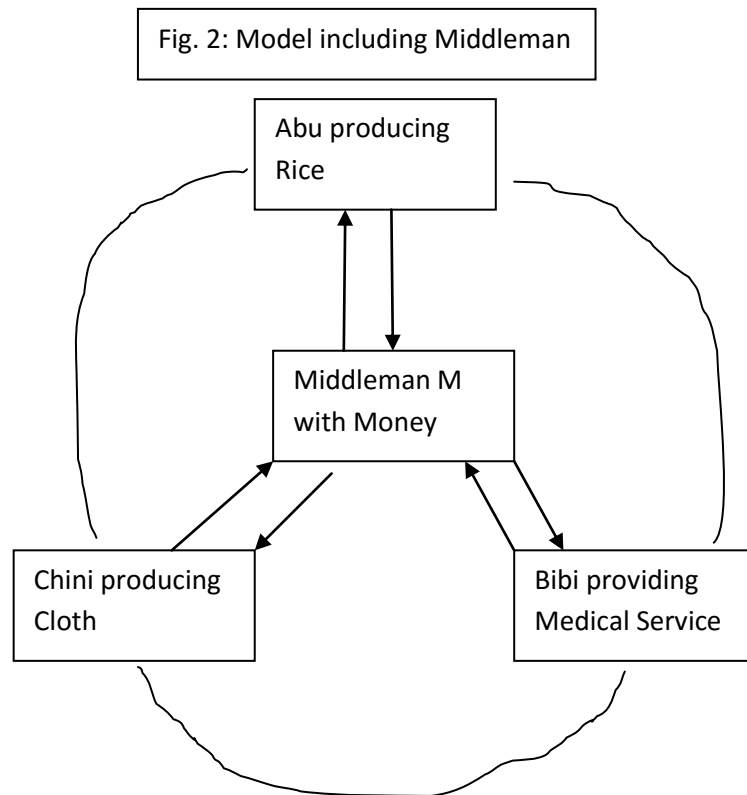 Fig. 2: Model including Middleman
Abu producing
Rice
Middleman M
with Money
Chini producing
Cloth
Bibi providing
Medical Service